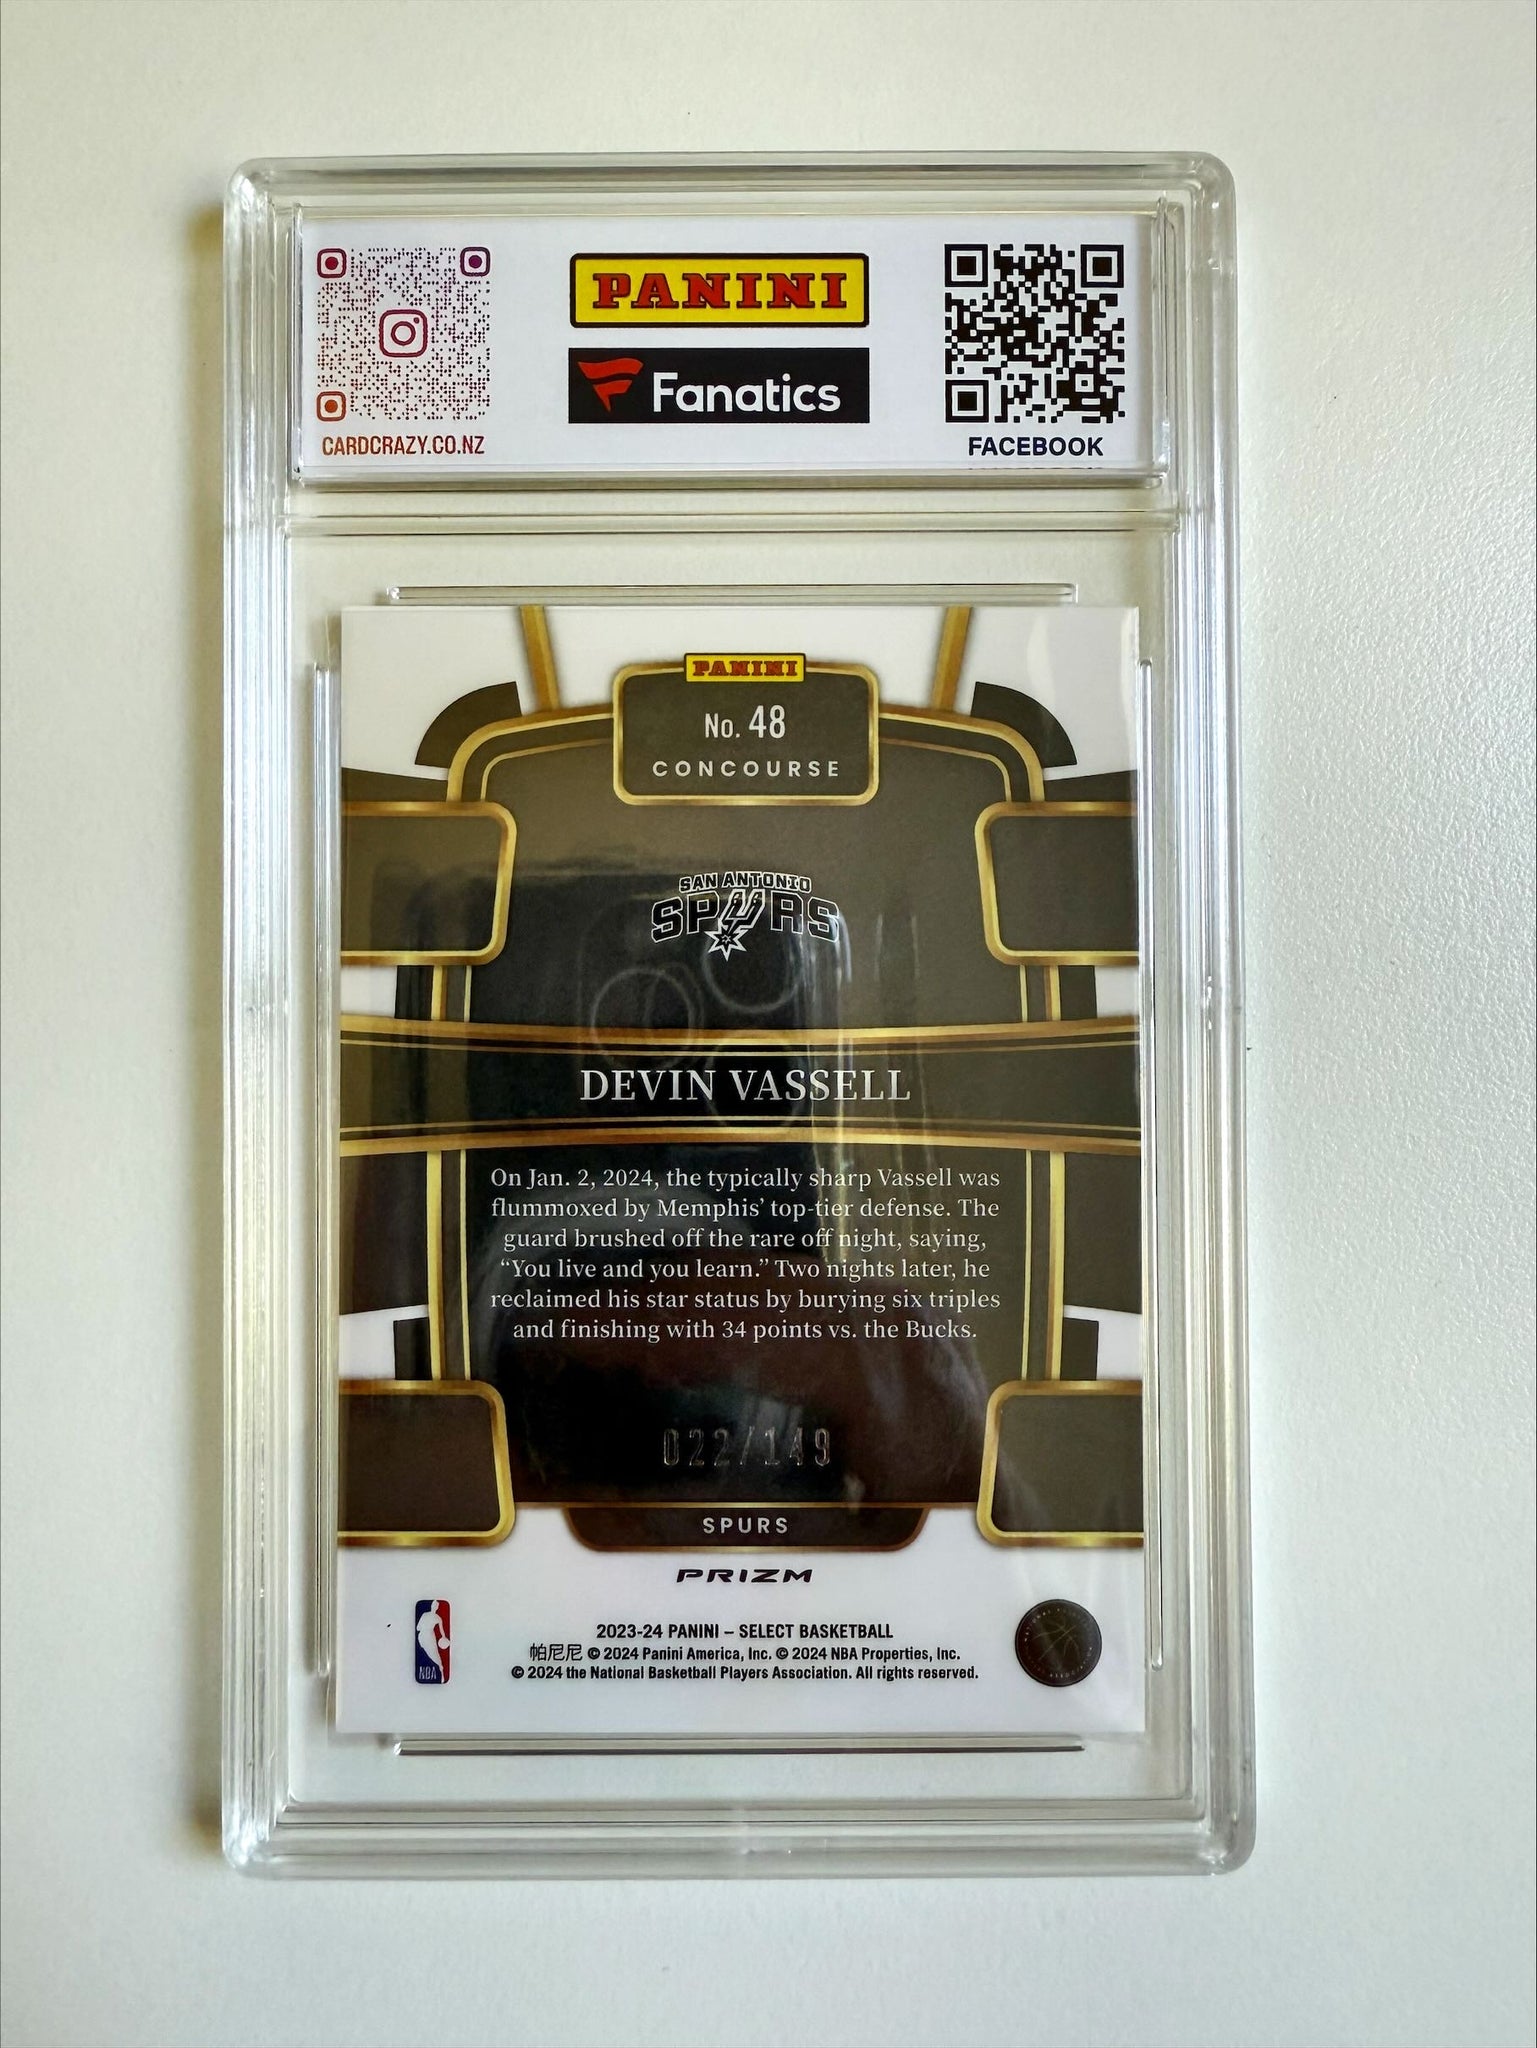 PANINI
Fanatics
CARDCRAZY.CO.NZ
FACEBOOK
PANINI
No. 48
CONCOURSE
SAN ANTONIO
SPURS
DEVIN VASSELL
On Jan. 2, 2024, the typically sharp Vassell was
flummoxed by Memphis' top-tier defense. The
guard brushed off the rare off night, saying,
“You live and you learn.” Two nights later, he
reclaimed his star status by burying six triples
and finishing with 34 points vs. the Bucks.
022/149
SPURS
PRIZM
2023-24 PANINI – SELECT BASKETBALL
帕尼尼 © 2024 Panini America, Inc. © 2024 NBA Properties, Inc.
© 2024 the National Basketball Players Association. All rights reserved.
NBA